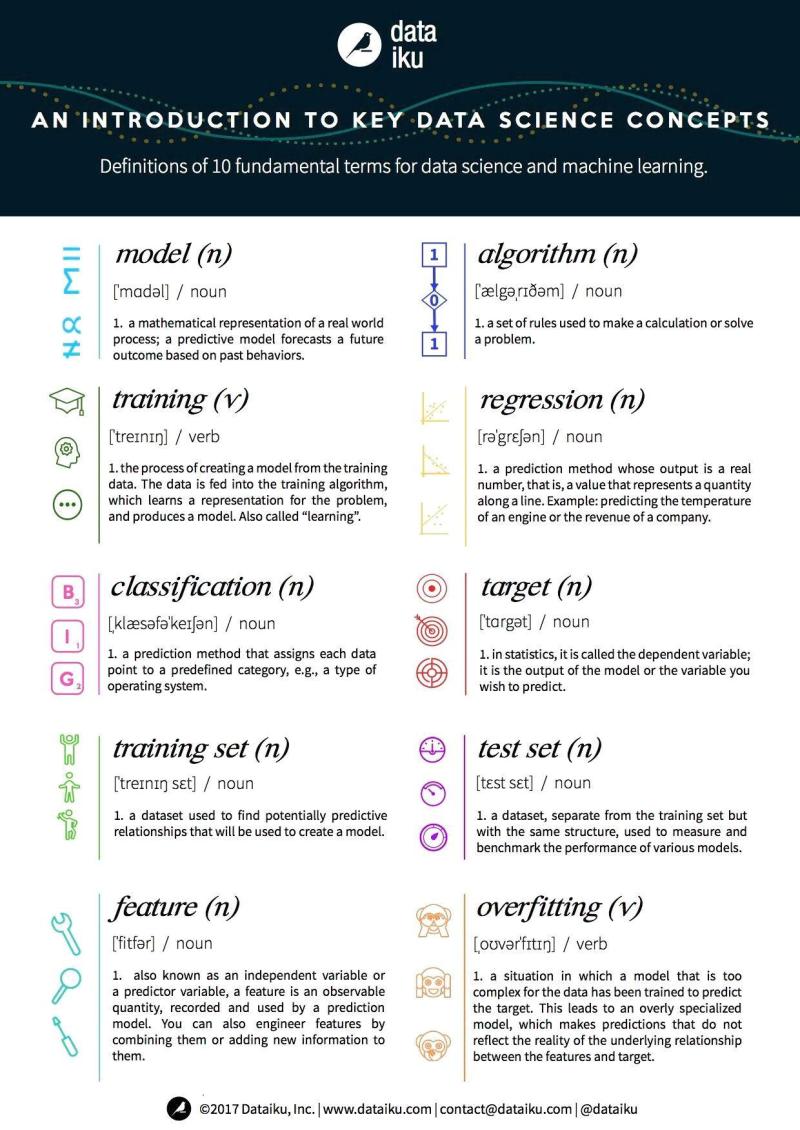 data
iku
AN INTRODUCTION TO KEY DATA SCIENCE CONCEPTS
Definitions of 10 fundamental terms for data science and machine learning.
model (n)
[ˈmɑdəl] / noun
1. a mathematical representation of a real world
process; a predictive model forecasts a future
outcome based on past behaviors.
1
0
1
algorithm (n)
[ˈælgəˌrɪðəm] / noun
1. a set of rules used to make a calculation or solve
a problem.
training (v)
[ˈtreɪnɪŋ] / verb
1. the process of creating a model from the training
data. The data is fed into the training algorithm,
which learns a representation for the problem,
and produces a model. Also called “learning”.
regression (n)
[rəˈgrɛʃən] / noun
1. a prediction method whose output is a real
number, that is, a value that represents a quantity
along a line. Example: predicting the temperature
of an engine or the revenue of a company.
B3
I1
G2
classification (n)
[ˌklæsəfəˈkeɪʃən] / noun
1. a prediction method that assigns each data
point to a predefined category, e.g., a type of
operating system.
target (n)
[ˈtɑrgət] / noun
1. in statistics, it is called the dependent variable;
it is the output of the model or the variable you
wish to predict.
training set (n)
[ˈtreɪnɪŋ sɛt] / noun
1. a dataset used to find potentially predictive
relationships that will be used to create a model.
test set (n)
[tɛst sɛt] / noun
1. a dataset, separate from the training set but
with the same structure, used to measure and
benchmark the performance of various models.
feature (n)
[ˈfitʃər] / noun
1. also known as an independent variable or
a predictor variable, a feature is an observable
quantity, recorded and used by a prediction
model. You can also engineer features by
combining them or adding new information to
them.
overfitting (v)
[ˌoʊvərˈfɪtɪŋ] / verb
1. a situation in which a model that is too
complex for the data has been trained to predict
the target. This leads to an overly specialized
model, which makes predictions that do not
reflect the reality of the underlying relationship
between the features and target.
©2017 Dataiku, Inc. | www.dataiku.com | contact@dataiku.com | @dataiku